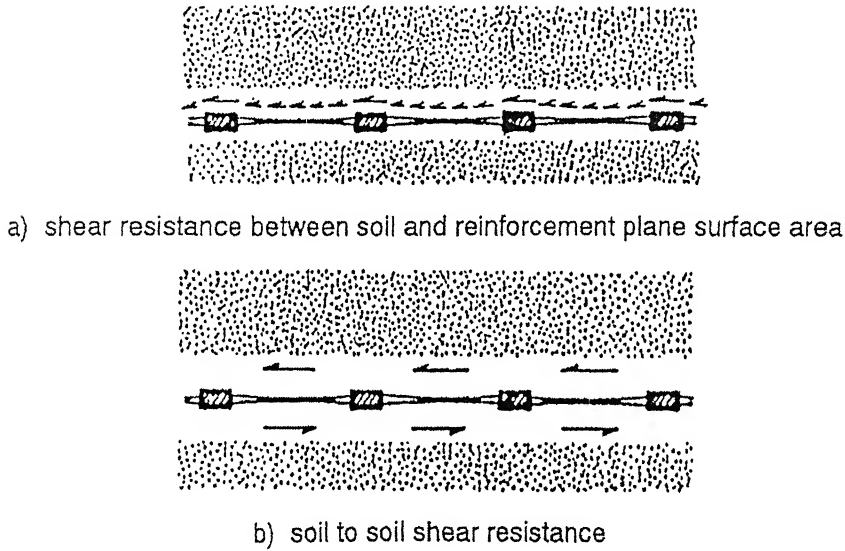 a) shear resistance between soil and reinforcement plane surface area
b) soil to soil shear resistance